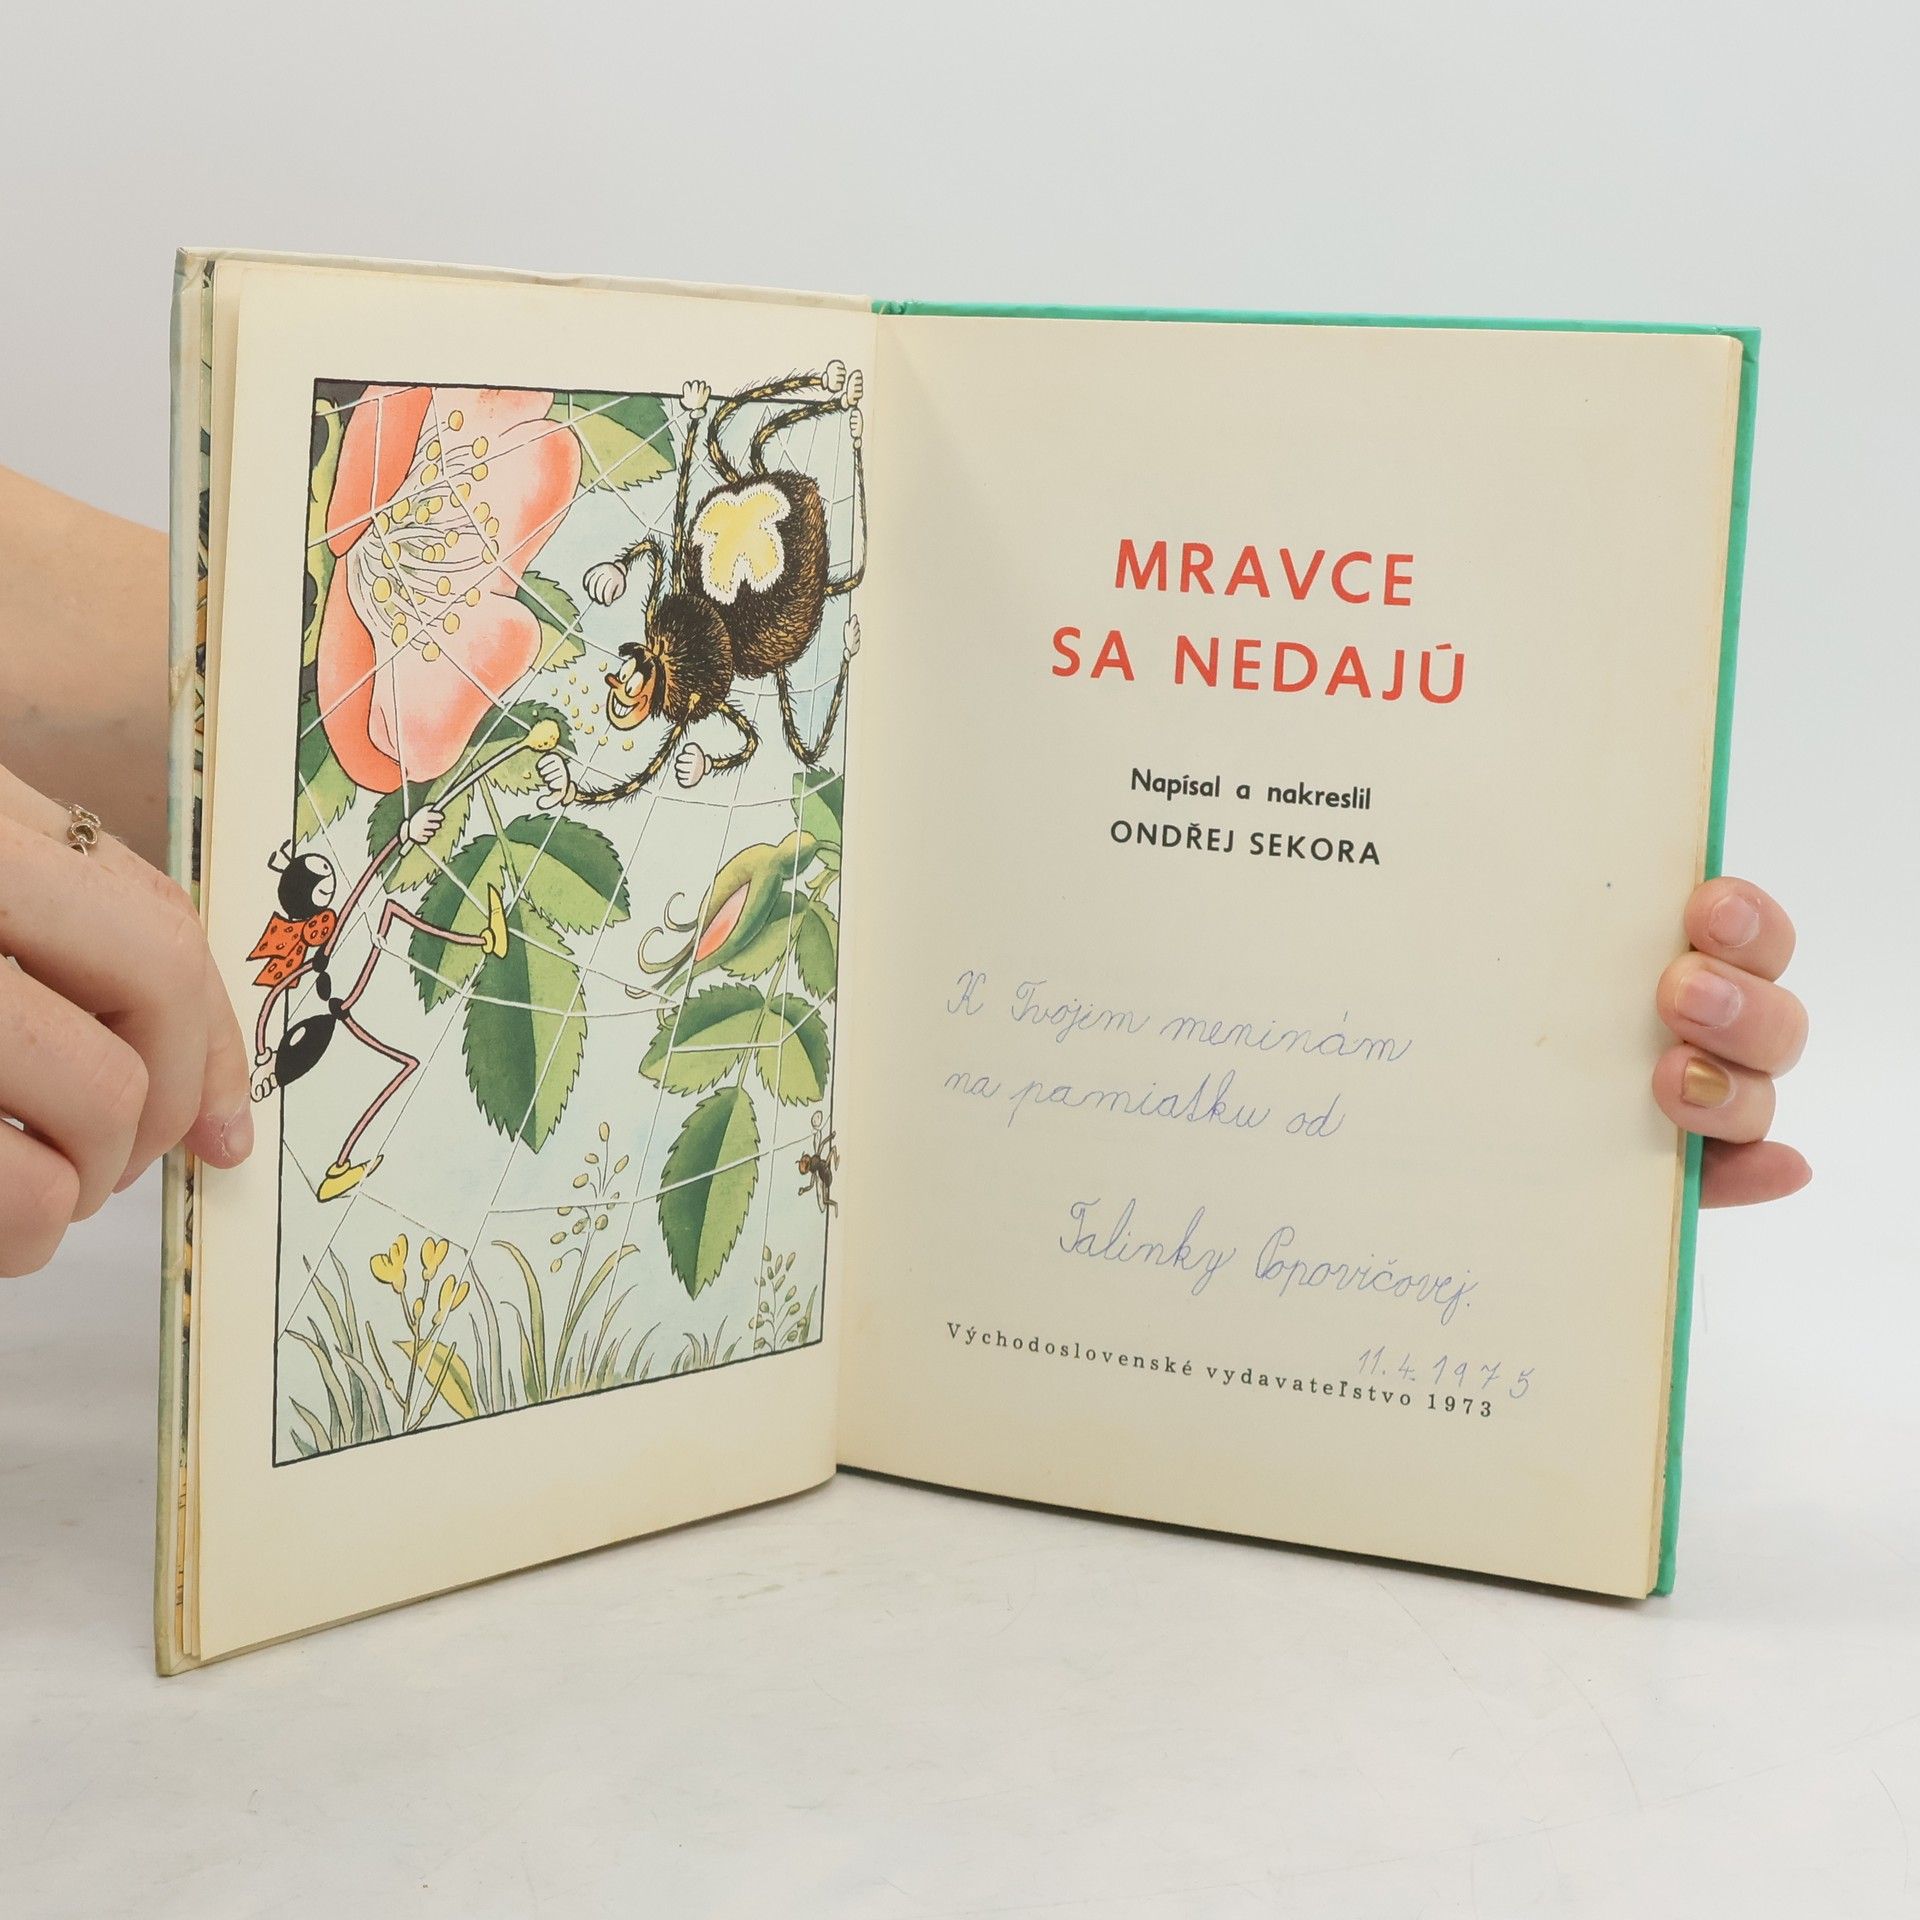 MRAVCE
SA NEDAJÚ
Napísal a nakreslil
ONDŘEJ SEKORA
K Tvojim meninám
na pamiatku od
Talinky Popovičovej.
11.4.1975
Východoslovenské vydavateľstvo 1973